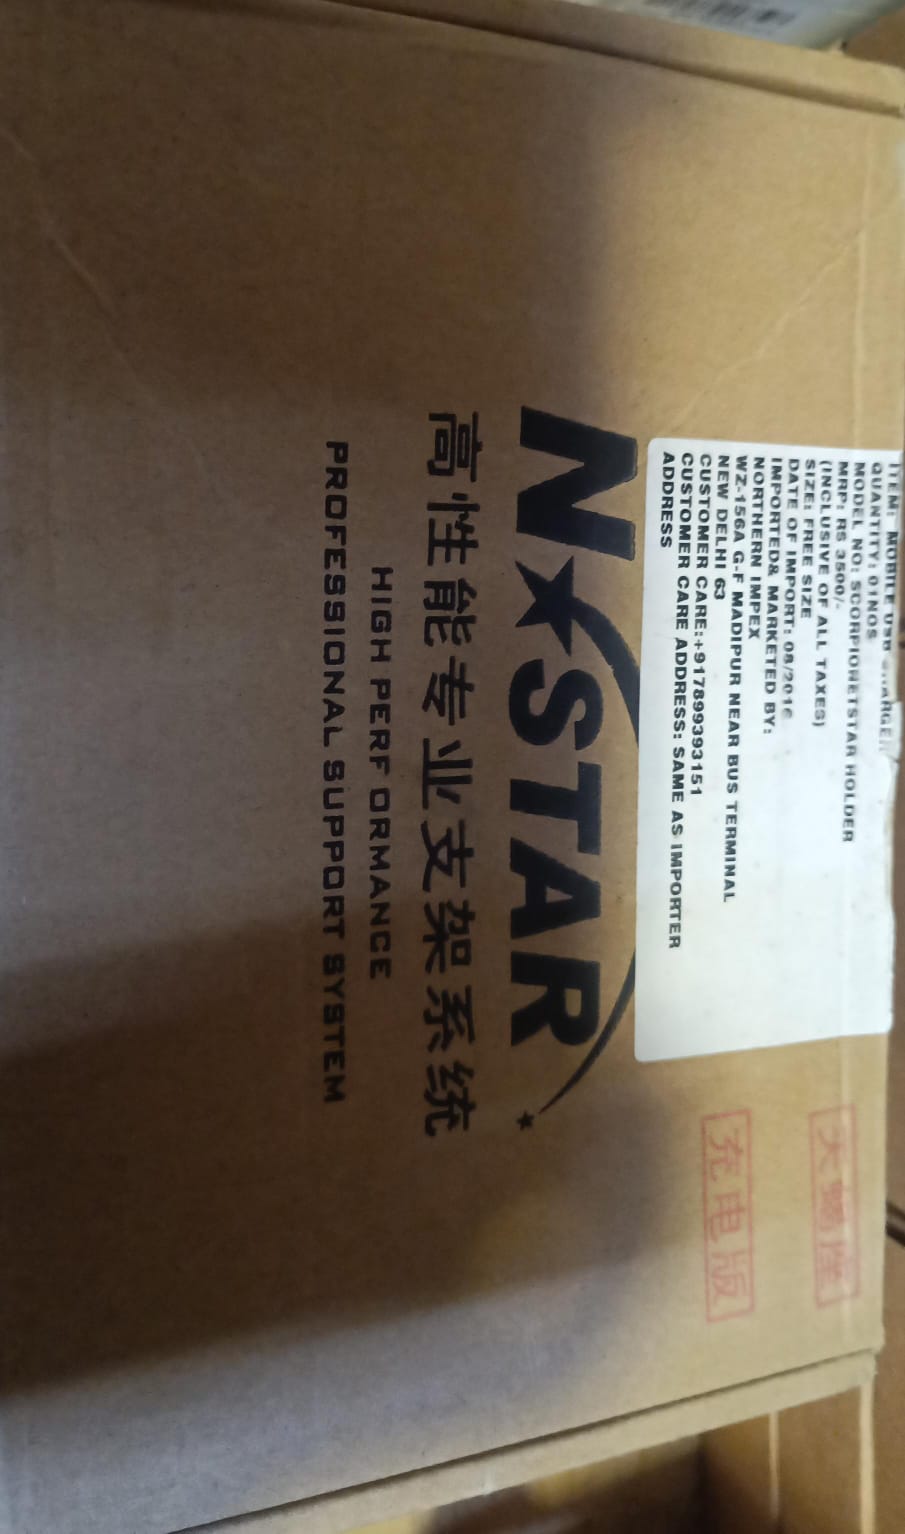 ITEM: MOBILE USB CHARGER
QUANTITY: 01NOS
MODEL NO: SCORPIONETSTAR HOLDER
MRP: RS 3500/-
(INCLUSIVE OF ALL TAXES)
SIZE: FREE SIZE
DATE OF IMPORT: 08/2016
IMPORTED& MARKETED BY:
NORTHERN IMPEX
WZ-156A G-F MADIPUR NEAR BUS TERMINAL
NEW DELHI 63
CUSTOMER CARE:+917899393151
CUSTOMER CARE ADDRESS: SAME AS IMPORTER
ADDRESS
充电版
N★STAR
高性能专业支架系统
HIGH PERFORMANCE
PROFESSIONAL SUPPORT SYSTEM